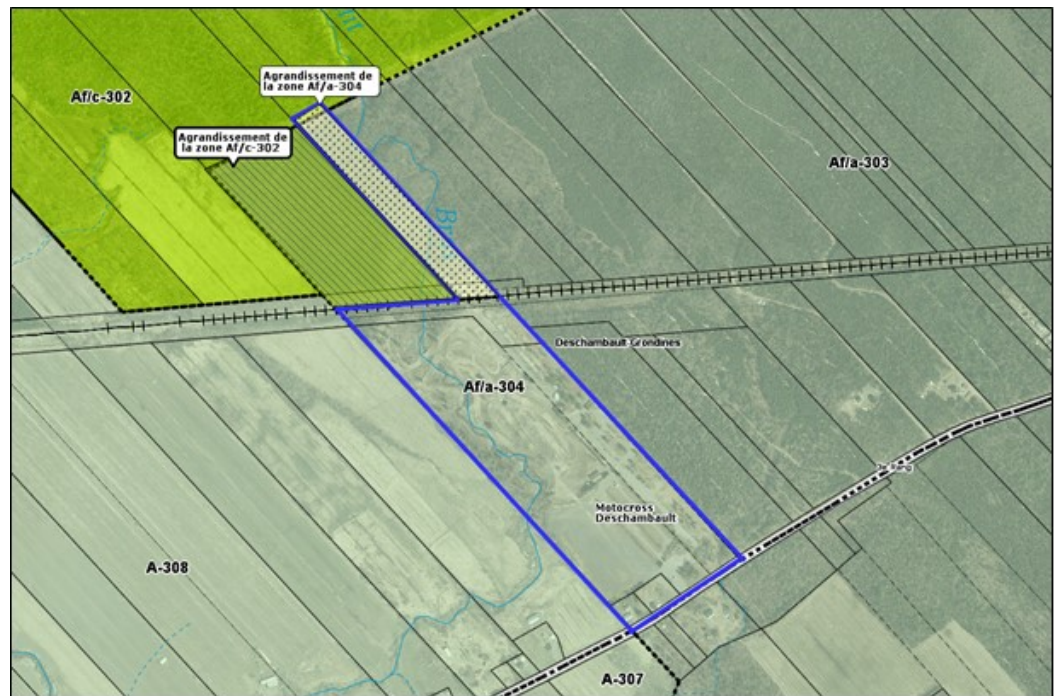 Agrandissement de
la zone Af/a-304
Af/c-302
Agrandissement de
la zone Af/c-302
Af/a-303
Deschambault-Grondines
Af/a-304
Motocross
Deschambault
A-308
A-307